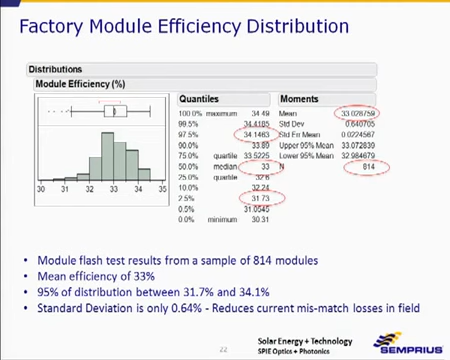 Factory Module Efficiency Distribution
Distributions
Module Efficiency (%)
30 31 32 33 34 35
Quantiles
100.0% maximum 34.49
99.5% 34.4185
97.5% 34.1463
90.0% 33.80
75.0% quartile 33.5225
50.0% median 33
25.0% quartile 32.6
10.0% 32.24
2.5% 31.73
0.5% 31.0545
0.0% minimum 30.31
Moments
Mean 33.028759
Std Dev 0.640705
Std Err Mean 0.0224567
Upper 95% Mean 33.072839
Lower 95% Mean 32.984679
N 814
• Module flash test results from a sample of 814 modules
• Mean efficiency of 33%
• 95% of distribution between 31.7% and 34.1%
• Standard Deviation is only 0.64% - Reduces current mis-match losses in field
22
Solar Energy + Technology
SPIE Optics + Photonics
SEMPRIUS